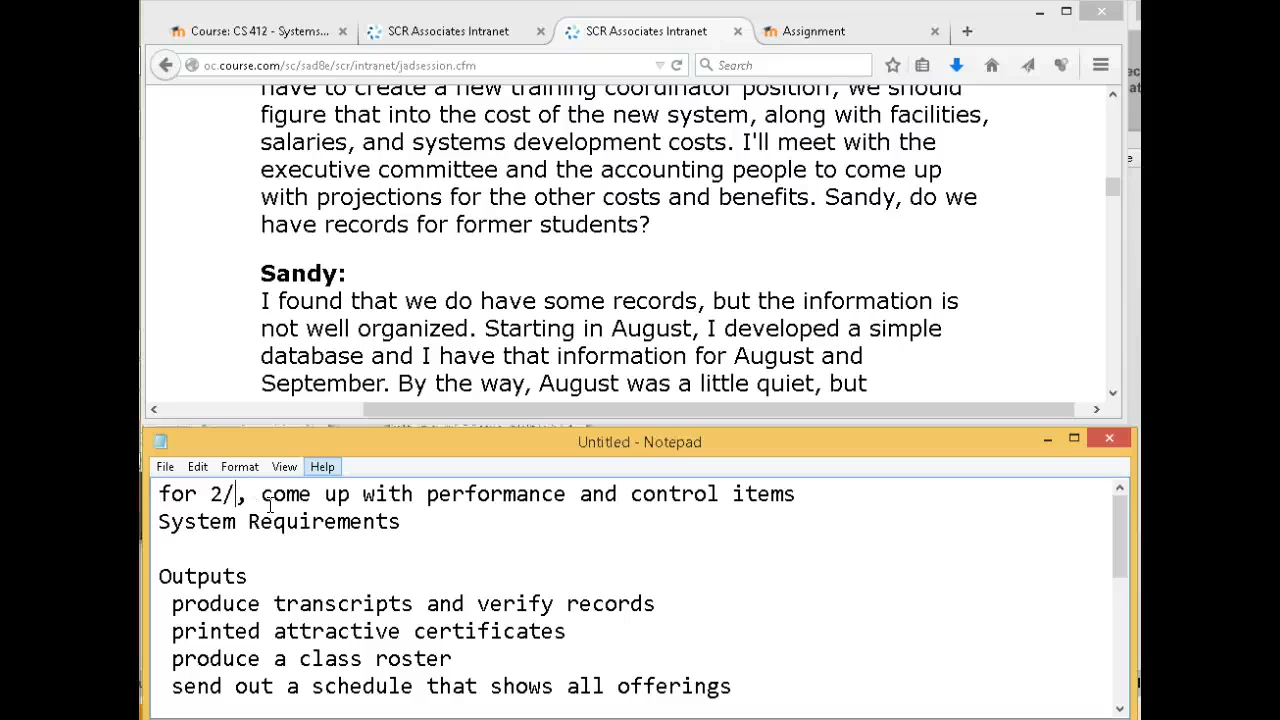 Course: CS 412 - Systems...
SCR Associates Intranet
SCR Associates Intranet
Assignment
oc.course.com/sc/sad8e/scr/intranet/jadsession.cfm
Search
have to create a new training coordinator position, we should
figure that into the cost of the new system, along with facilities,
salaries, and systems development costs. I'll meet with the
executive committee and the accounting people to come up
with projections for the other costs and benefits. Sandy, do we
have records for former students?
Sandy:
I found that we do have some records, but the information is
not well organized. Starting in August, I developed a simple
database and I have that information for August and
September. By the way, August was a little quiet, but
Untitled - Notepad
File Edit Format View Help
for 2/, come up with performance and control items
System Requirements
Outputs
produce transcripts and verify records
printed attractive certificates
produce a class roster
send out a schedule that shows all offerings